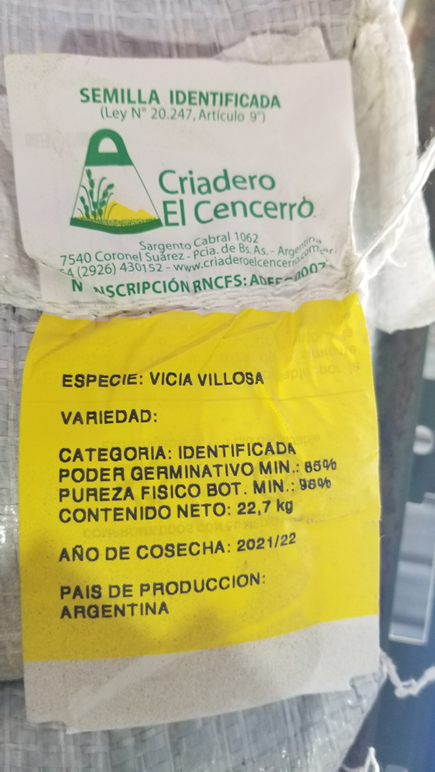 SEMILLA IDENTIFICADA
(Ley N° 20.247, Artículo 9°)
Criadero
El Cencerro
Sargento Cabral 1062
7540 Coronel Suárez - Pcia. de Bs. As. - Argentina
54 (2926) 430152 - www.criaderoelcencerro.com
INSCRIPCIÓN RNCFS:
ESPECIE: VICIA VILLOSA
VARIEDAD:
CATEGORIA: IDENTIFICADA
PODER GERMINATIVO MIN.: 85%
PUREZA FISICO BOT. MIN.: 98%
CONTENIDO NETO: 22,7 kg
AÑO DE COSECHA: 2021/22
PAIS DE PRODUCCION:
ARGENTINA